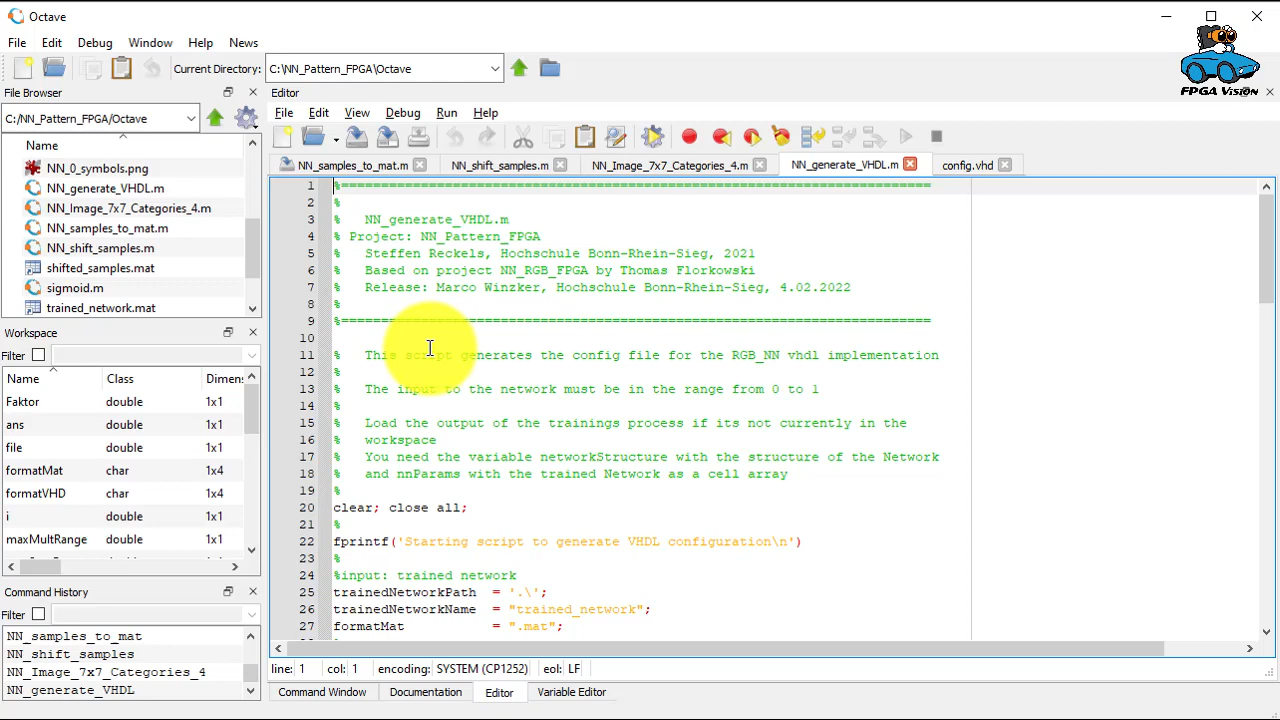 Octave
File Edit Debug Window Help News
Current Directory: C:\NN_Pattern_FPGA\Octave
FPGA Vision
File Browser
Editor
C:/NN_Pattern_FPGA/Octave
File Edit View Debug Run Help
Name
NN_0_symbols.png
NN_generate_VHDL.m
NN_Image_7x7_Categories_4.m
NN_samples_to_mat.m
NN_shift_samples.m
shifted_samples.mat
sigmoid.m
trained_network.mat
Workspace
Filter
Name Class Dimens
Faktor double 1x1
ans double 1x1
file double 1x1
formatMat char 1x4
formatVHD char 1x4
i double 1x1
maxMultRange double 1x1
Command History
Filter
NN_samples_to_mat
NN_shift_samples
NN_Image_7x7_Categories_4
NN_generate_VHDL
NN_samples_to_mat.m NN_shift_samples.m NN_Image_7x7_Categories_4.m NN_generate_VHDL.m config.vhd
1 %==========================================================================
2 %
3 % NN_generate_VHDL.m
4 % Project: NN_Pattern_FPGA
5 % Steffen Reckels, Hochschule Bonn-Rhein-Sieg, 2021
6 % Based on project NN_RGB_FPGA by Thomas Florkowski
7 % Release: Marco Winzker, Hochschule Bonn-Rhein-Sieg, 4.02.2022
8 %
9 %==========================================================================
10
11 % This script generates the config file for the RGB_NN vhdl implementation
12 %
13 % The input to the network must be in the range from 0 to 1
14 %
15 % Load the output of the trainings process if its not currently in the
16 % workspace
17 % You need the variable networkStructure with the structure of the Network
18 % and nnParams with the trained Network as a cell array
19 %
20 clear; close all;
21 %
22 fprintf('Starting script to generate VHDL configuration\n')
23 %
24 %input: trained network
25 trainedNetworkPath = '.\';
26 trainedNetworkName = "trained_network";
27 formatMat = ".mat";
line: 1 col: 1 encoding: SYSTEM (CP1252) eol: LF
Command Window Documentation Editor Variable Editor